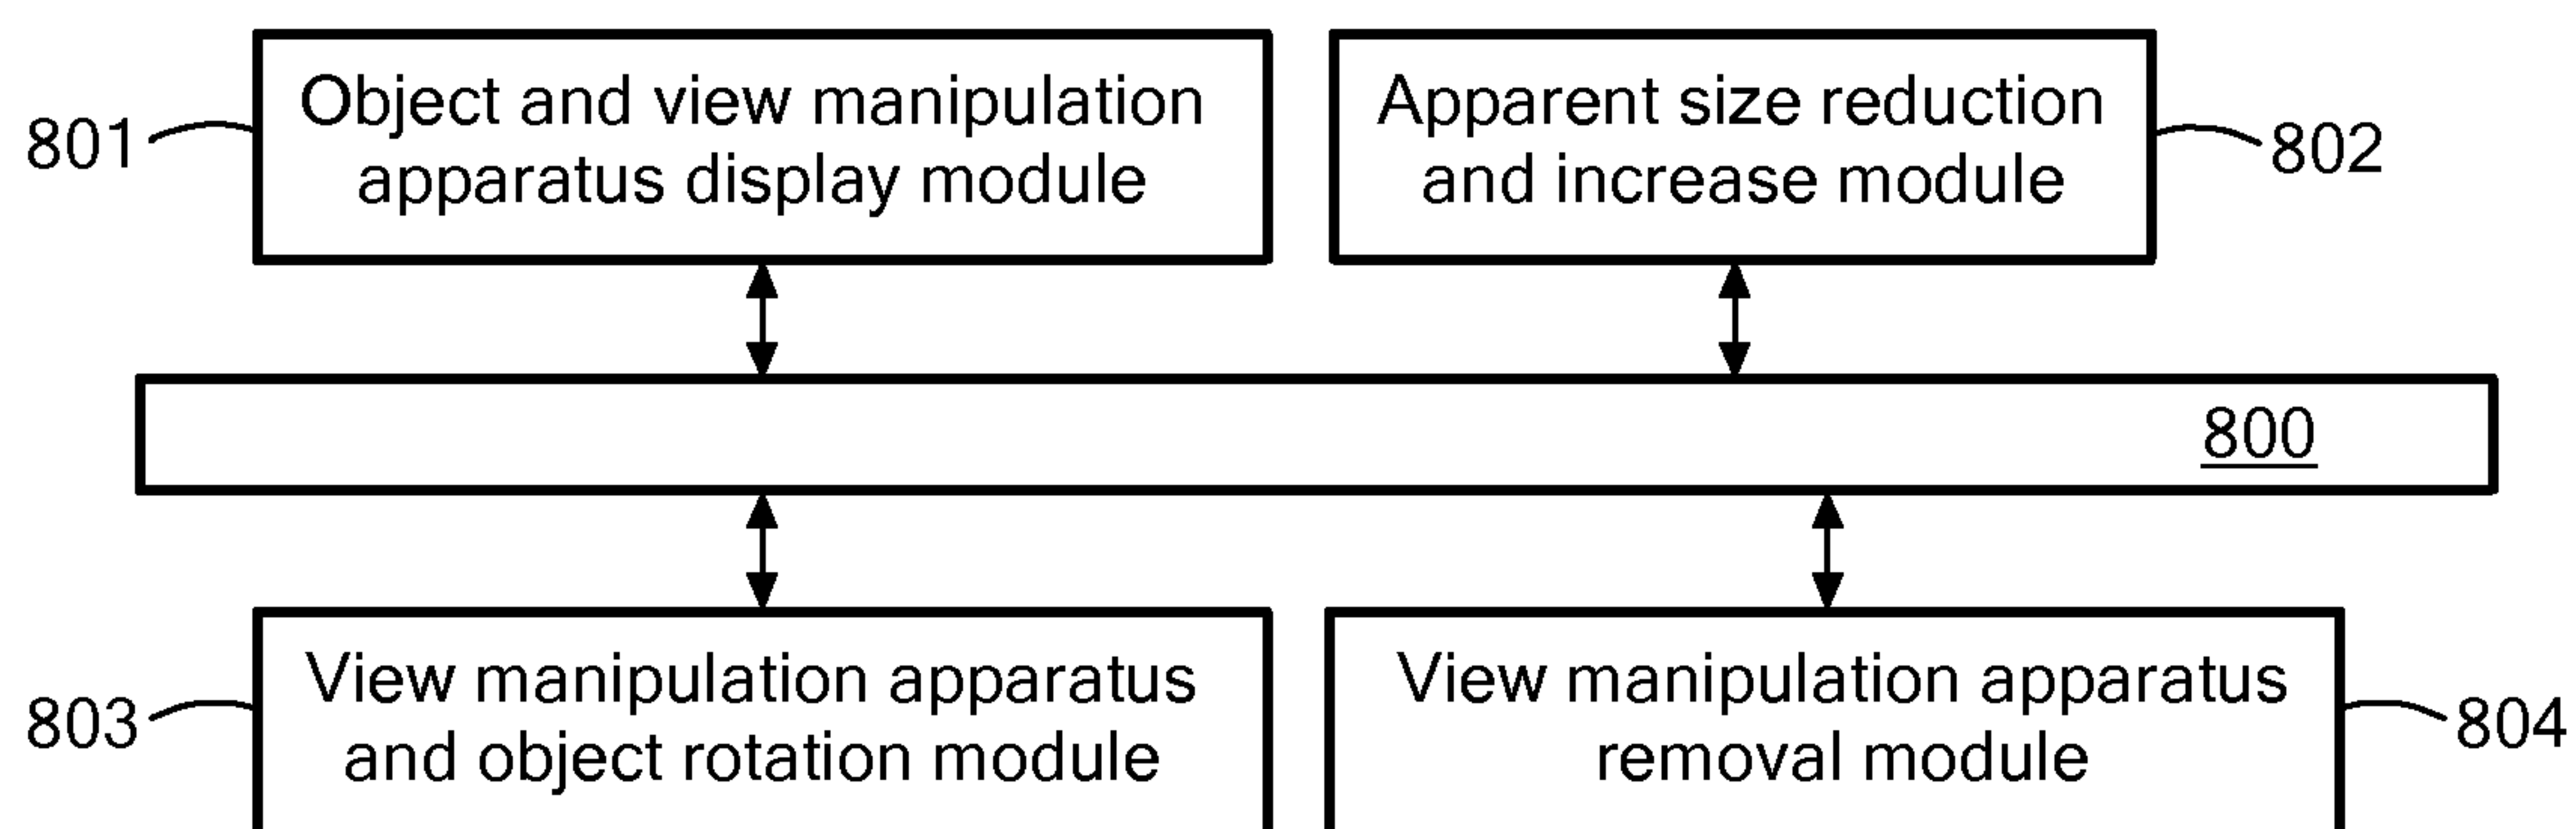 801
Object and view manipulation
apparatus display module
Apparent size reduction
and increase module
802
800
803
View manipulation apparatus
and object rotation module
View manipulation apparatus
removal module
804